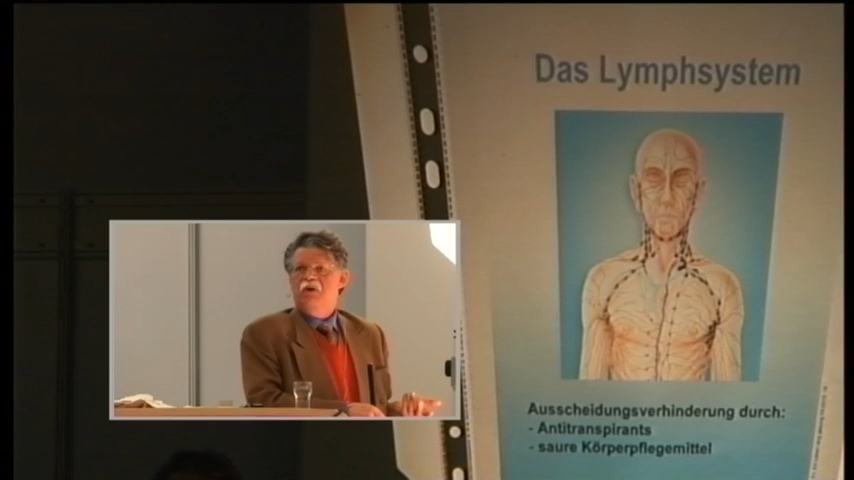 Das Lymphsystem
Ausscheidungsverhinderung durch:
- Antitranspirants
- saure Körperpflegemittel